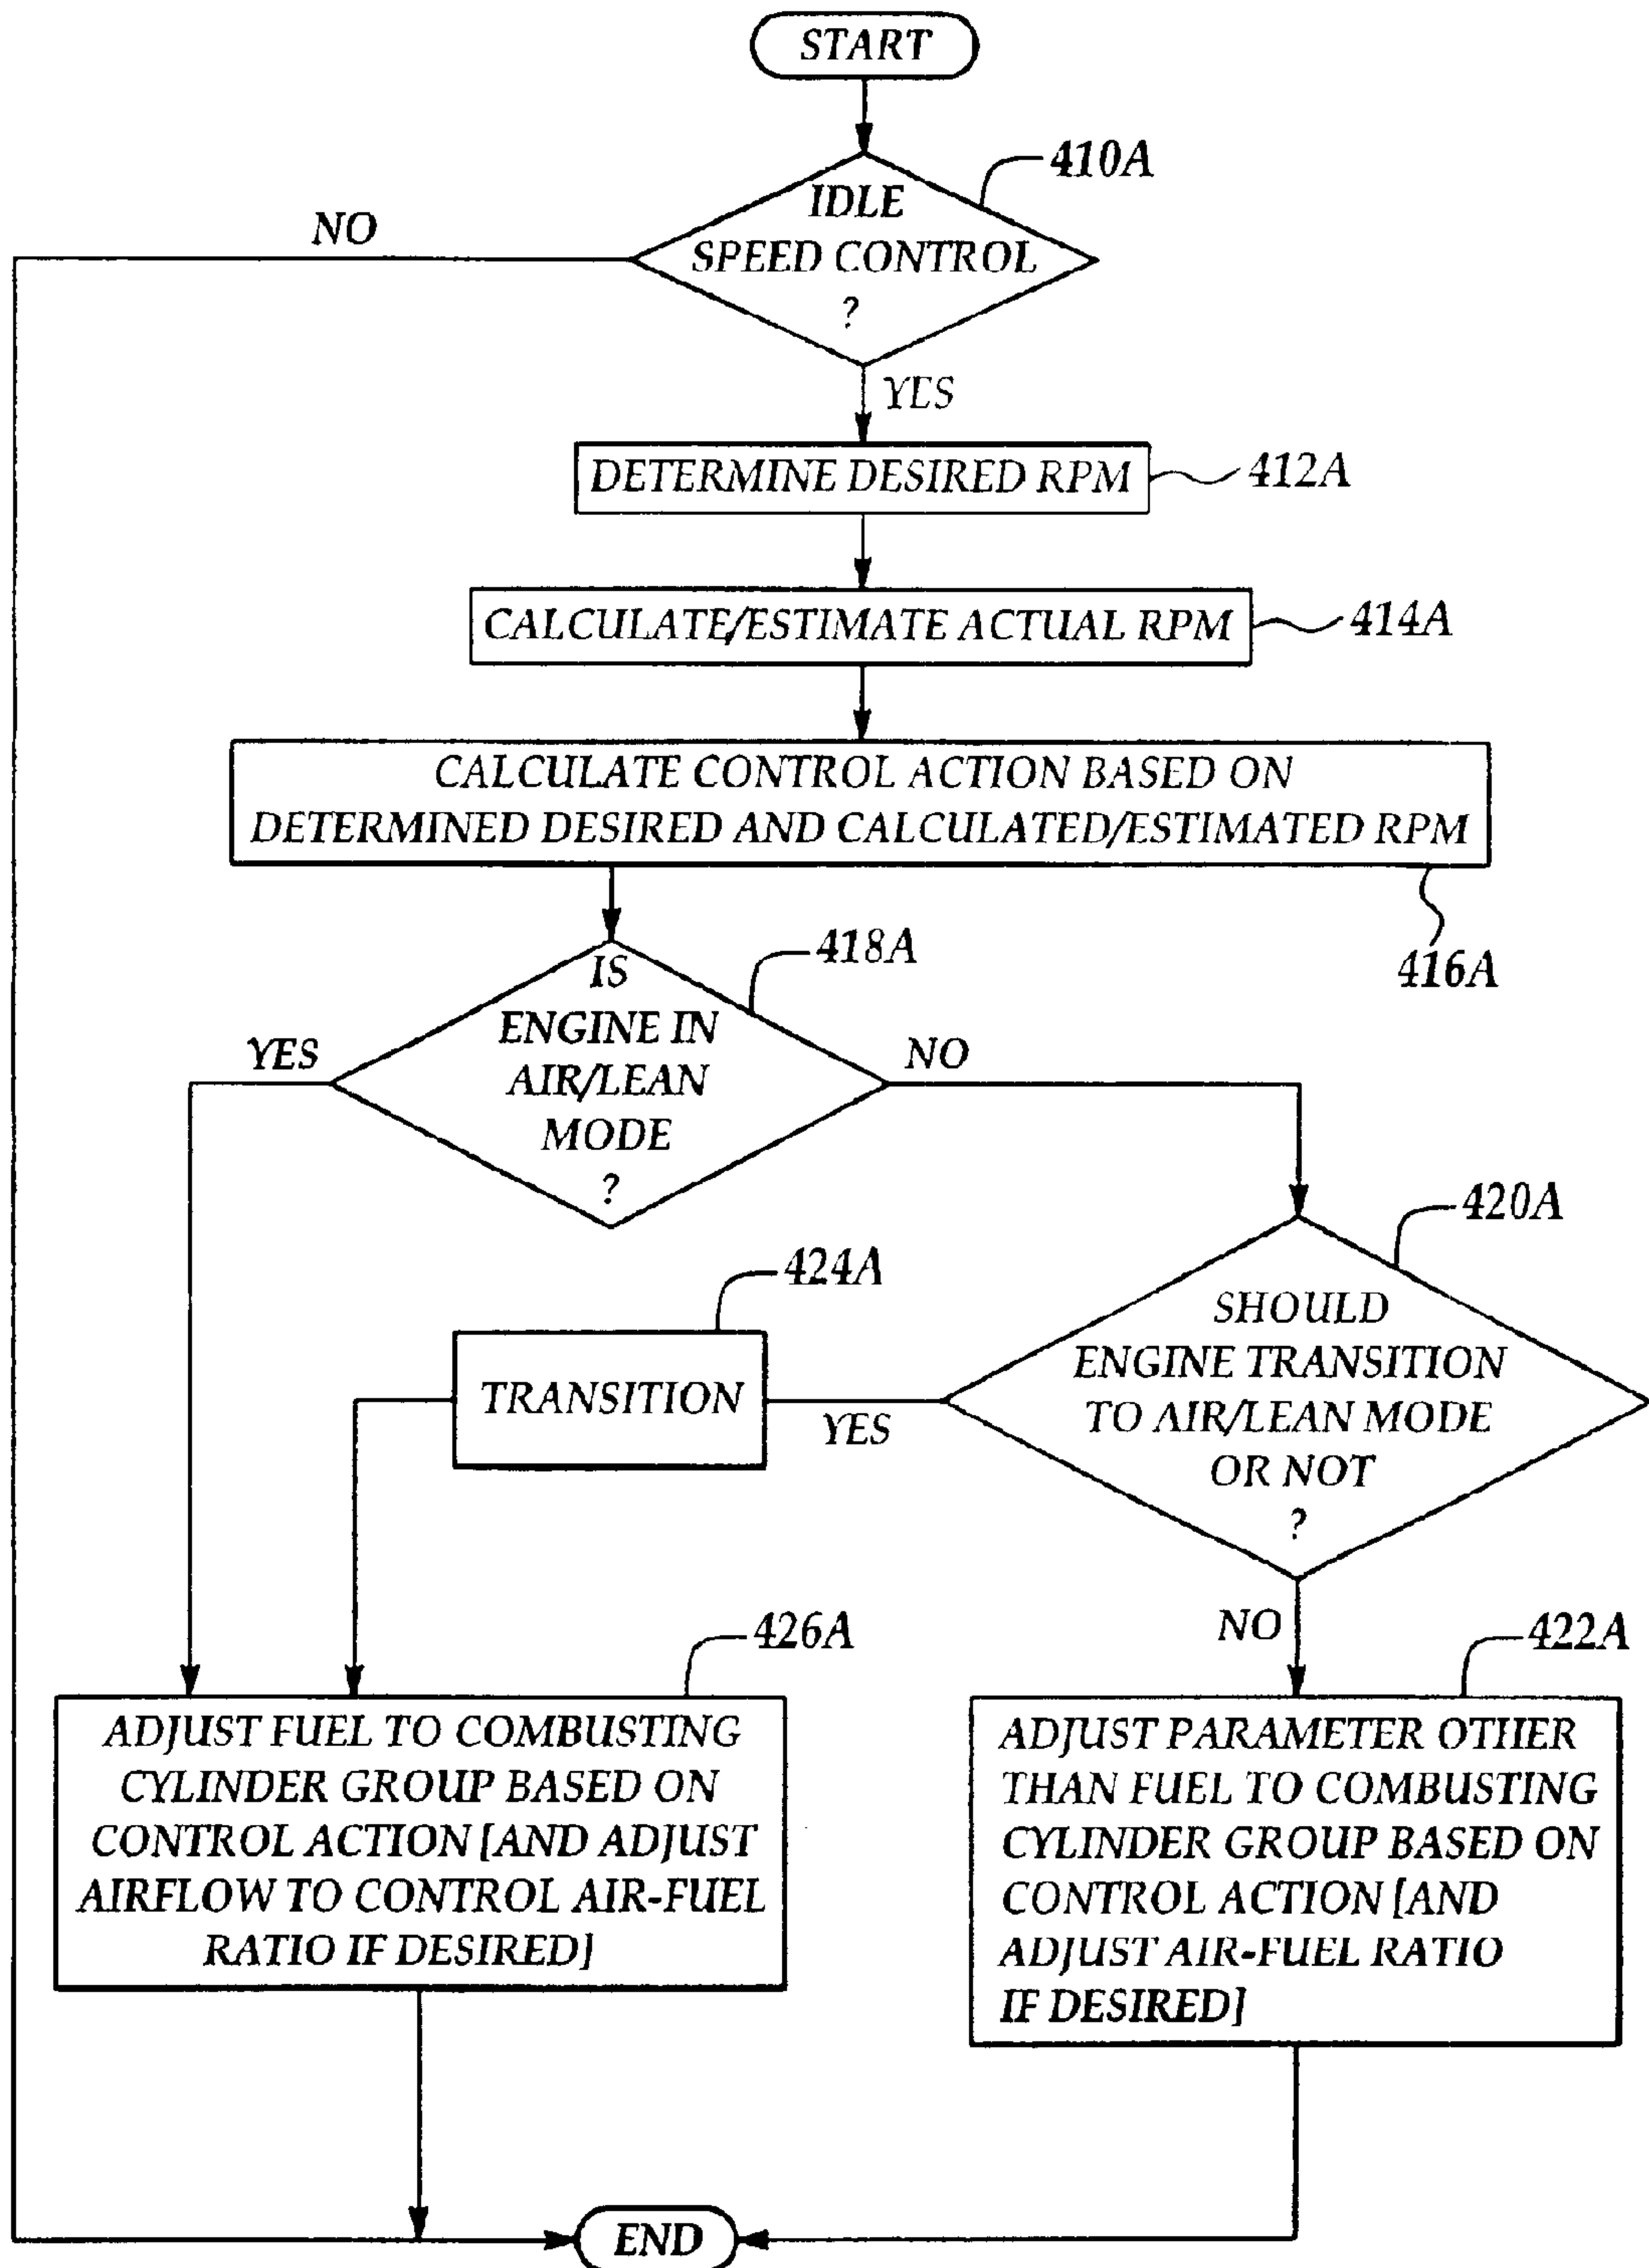 START
410A
IDLE
SPEED CONTROL
?
NO
YES
DETERMINE DESIRED RPM
412A
CALCULATE/ESTIMATE ACTUAL RPM
414A
CALCULATE CONTROL ACTION BASED ON
DETERMINED DESIRED AND CALCULATED/ESTIMATED RPM
416A
418A
IS
ENGINE IN
AIR/LEAN
MODE
?
YES
NO
420A
SHOULD
ENGINE TRANSITION
TO AIR/LEAN MODE
OR NOT
?
424A
TRANSITION
YES
NO
426A
ADJUST FUEL TO COMBUSTING
CYLINDER GROUP BASED ON
CONTROL ACTION [AND ADJUST
AIRFLOW TO CONTROL AIR-FUEL
RATIO IF DESIRED]
422A
ADJUST PARAMETER OTHER
THAN FUEL TO COMBUSTING
CYLINDER GROUP BASED ON
CONTROL ACTION [AND
ADJUST AIR-FUEL RATIO
IF DESIRED]
END